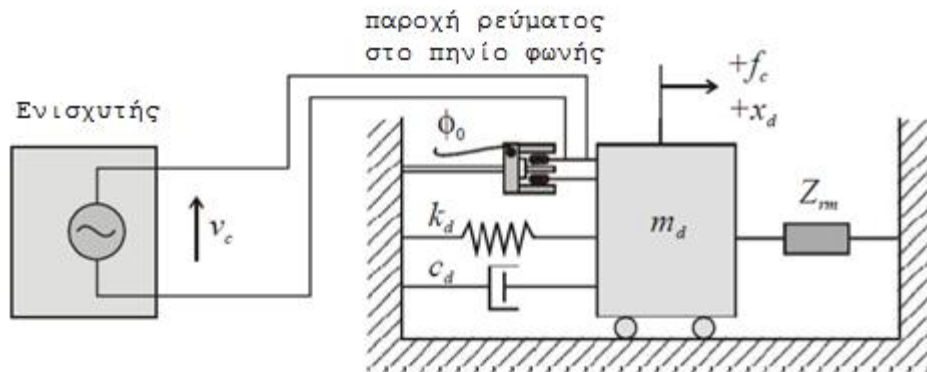 παροχή ρεύματος
στο πηνίο φωνής
Ενισχυτής
+f_c
+x_d
ϕ_0
Z_rm
v_c
k_d
m_d
c_d